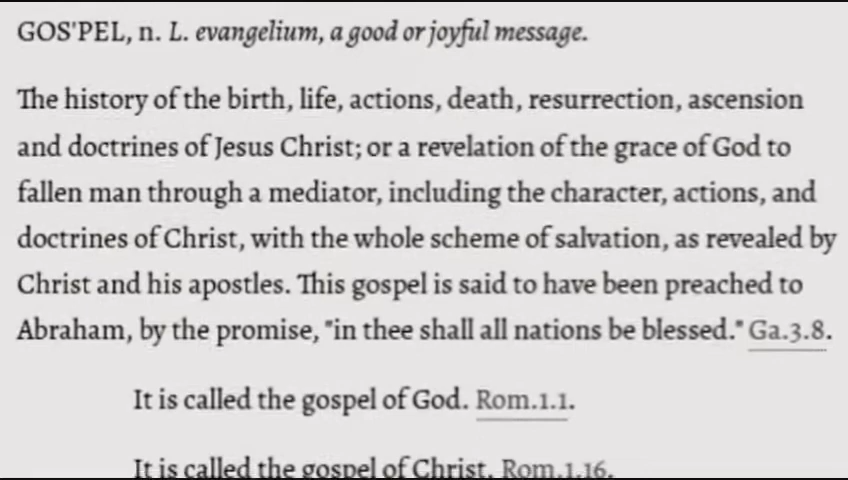 GOS'PEL, n. L. evangelium, a good or joyful message.
The history of the birth, life, actions, death, resurrection, ascension
and doctrines of Jesus Christ; or a revelation of the grace of God to
fallen man through a mediator, including the character, actions, and
doctrines of Christ, with the whole scheme of salvation, as revealed by
Christ and his apostles. This gospel is said to have been preached to
Abraham, by the promise, "in thee shall all nations be blessed." Ga.3.8.
It is called the gospel of God. Rom.1.1.
It is called the gospel of Christ. Rom.1.16.